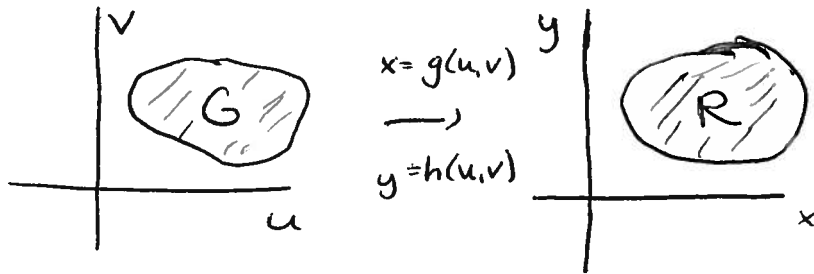 v
G
u
x = g(u,v)
y = h(u,v)
y
R
x